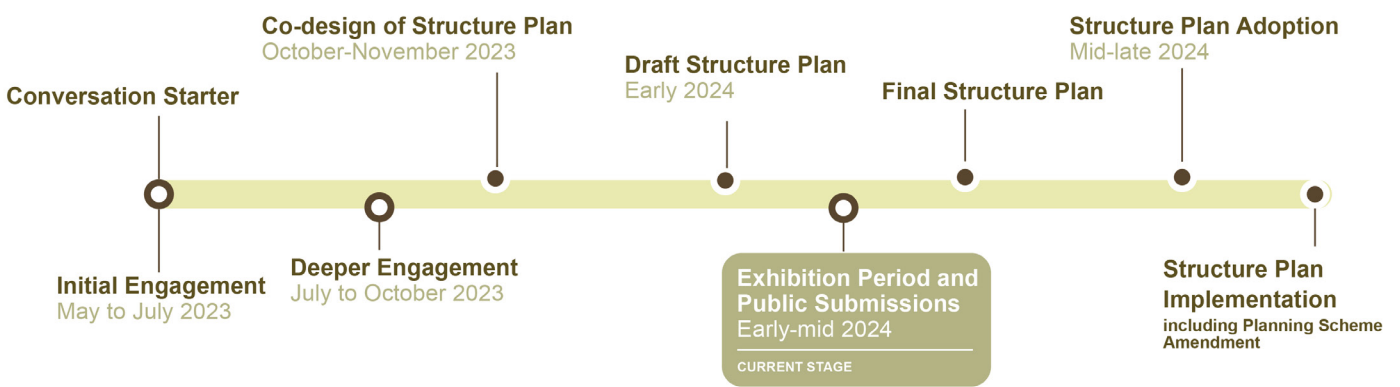 Conversation Starter
Initial Engagement
May to July 2023
Co-design of Structure Plan
October-November 2023
Deeper Engagement
July to October 2023
Draft Structure Plan
Early 2024
Exhibition Period and
Public Submissions
Early-mid 2024
CURRENT STAGE
Final Structure Plan
Structure Plan Adoption
Mid-late 2024
Structure Plan
Implementation
including Planning Scheme
Amendment